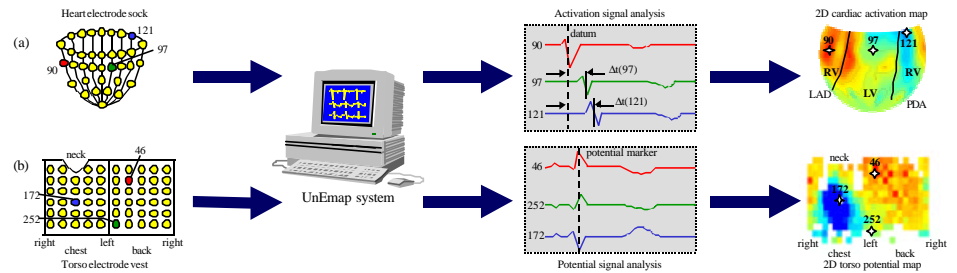 Heart electrode sock
Activation signal analysis
2D cardiac activation map
(a)
121
97
90
90
datum
97
Δt(97)
121
Δt(121)
90
97
121
RV
RV
LV
LAD
PDA
UnEmap system
(b)
neck
46
172
252
right
left
right
chest
back
Torso electrode vest
46
potential marker
252
172
Potential signal analysis
neck
46
172
252
right
left
right
chest
back
2D torso potential map